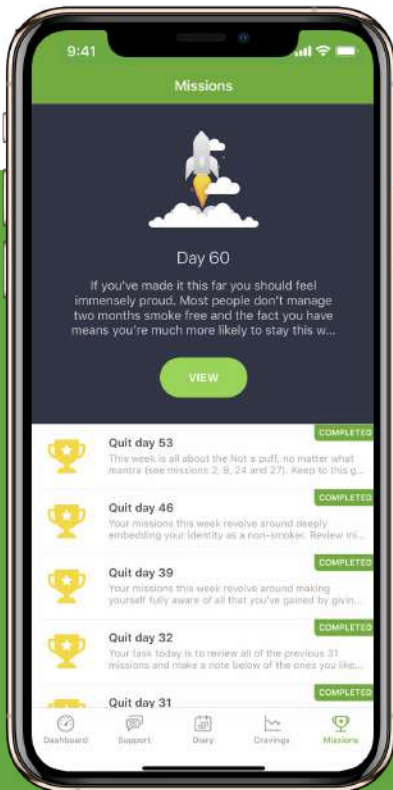 9:41
Missions
Day 60
If you've made it this far you should feel
immensely proud. Most people don't manage
two months smoke free and the fact you have
means you're much more likely to stay this w...
VIEW
COMPLETED
Quit day 53
This week is all about the Not a puff, no matter what
mantra (see missions 2, 9, 24 and 27). Keep to this g...
COMPLETED
Quit day 46
Your missions this week revolve around deeply
embedding your identity as a non-smoker. Review mi...
COMPLETED
Quit day 39
Your missions this week revolve around making
yourself fully aware of all that you've gained by givin...
COMPLETED
Quit day 32
Your task today is to review all of the previous 31
missions and make a note below of the ones you like...
COMPLETED
Quit day 31
Dashboard
Support
Diary
Cravings
Missions